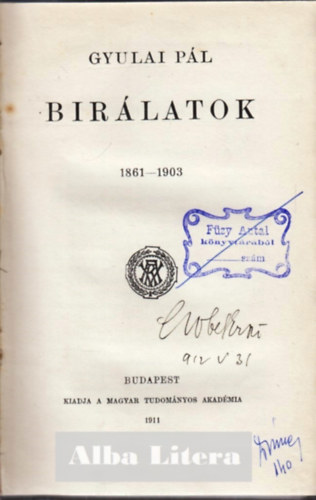 GYULAI PÁL
BIRÁLATOK
1861—1903
Füzy Antal
könyvtárából
szám
912 V 31
BUDAPEST
KIADJA A MAGYAR TUDOMÁNYOS AKADÉMIA
1911
Alba Litera